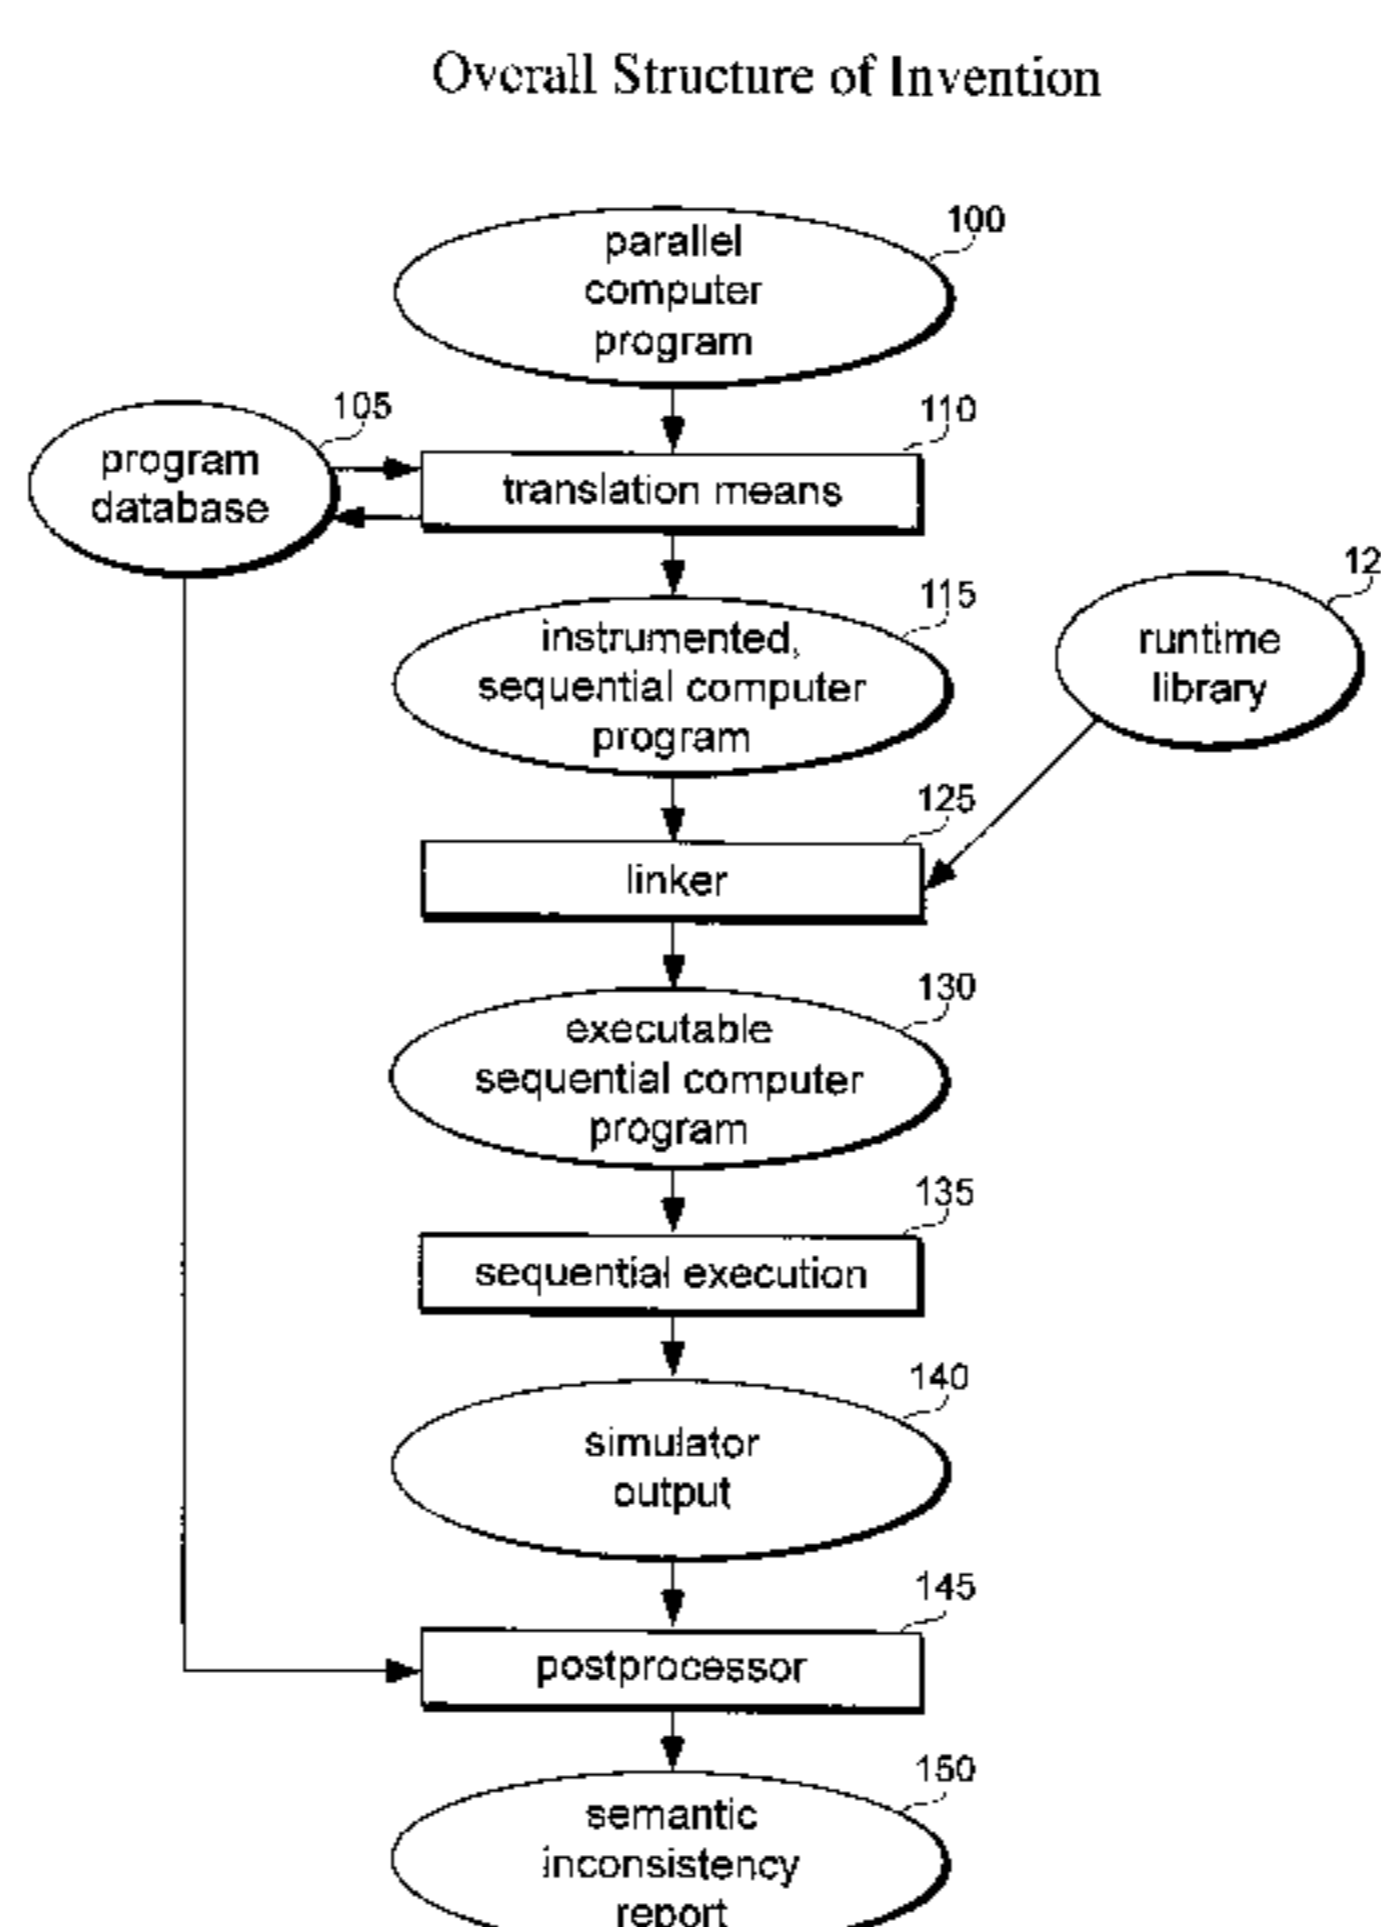 Overall Structure of Invention
100
parallel
computer
program
105
110
program
database
translation means
115
12
instrumented,
sequential computer
program
runtime
library
125
linker
130
executable
sequential computer
program
135
sequential execution
140
simulator
output
145
postprocessor
150
semantic
inconsistency
report